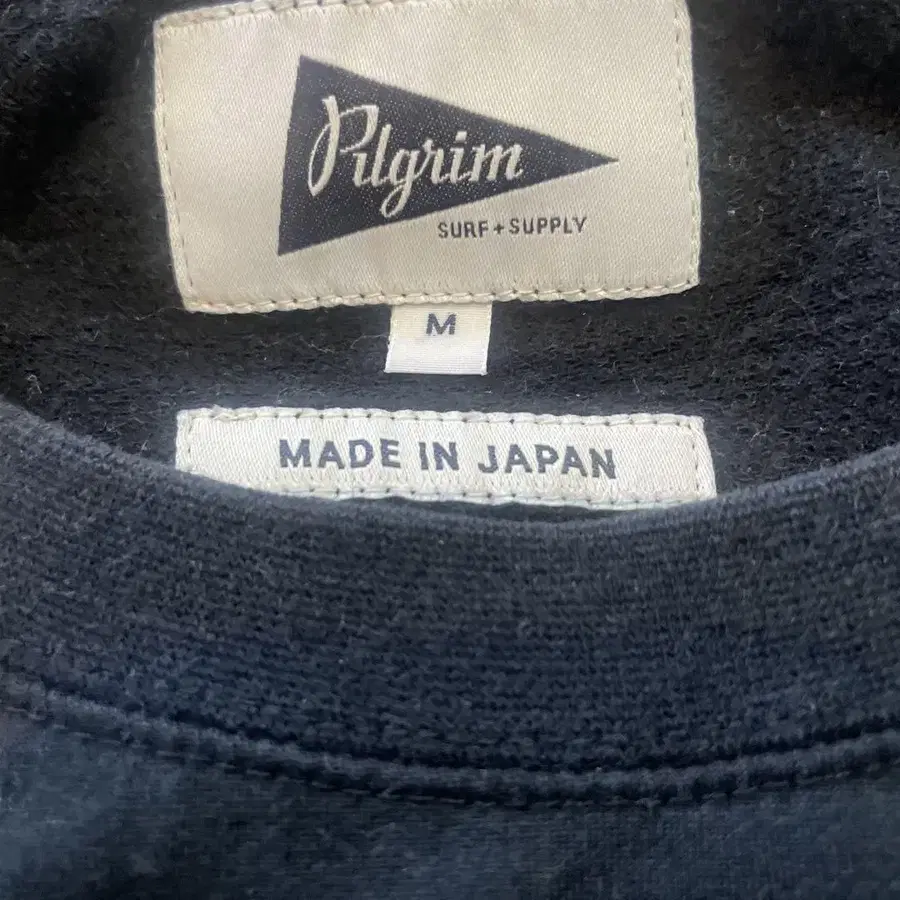 Pilgrim
SURF + SUPPLY
M
MADE IN JAPAN